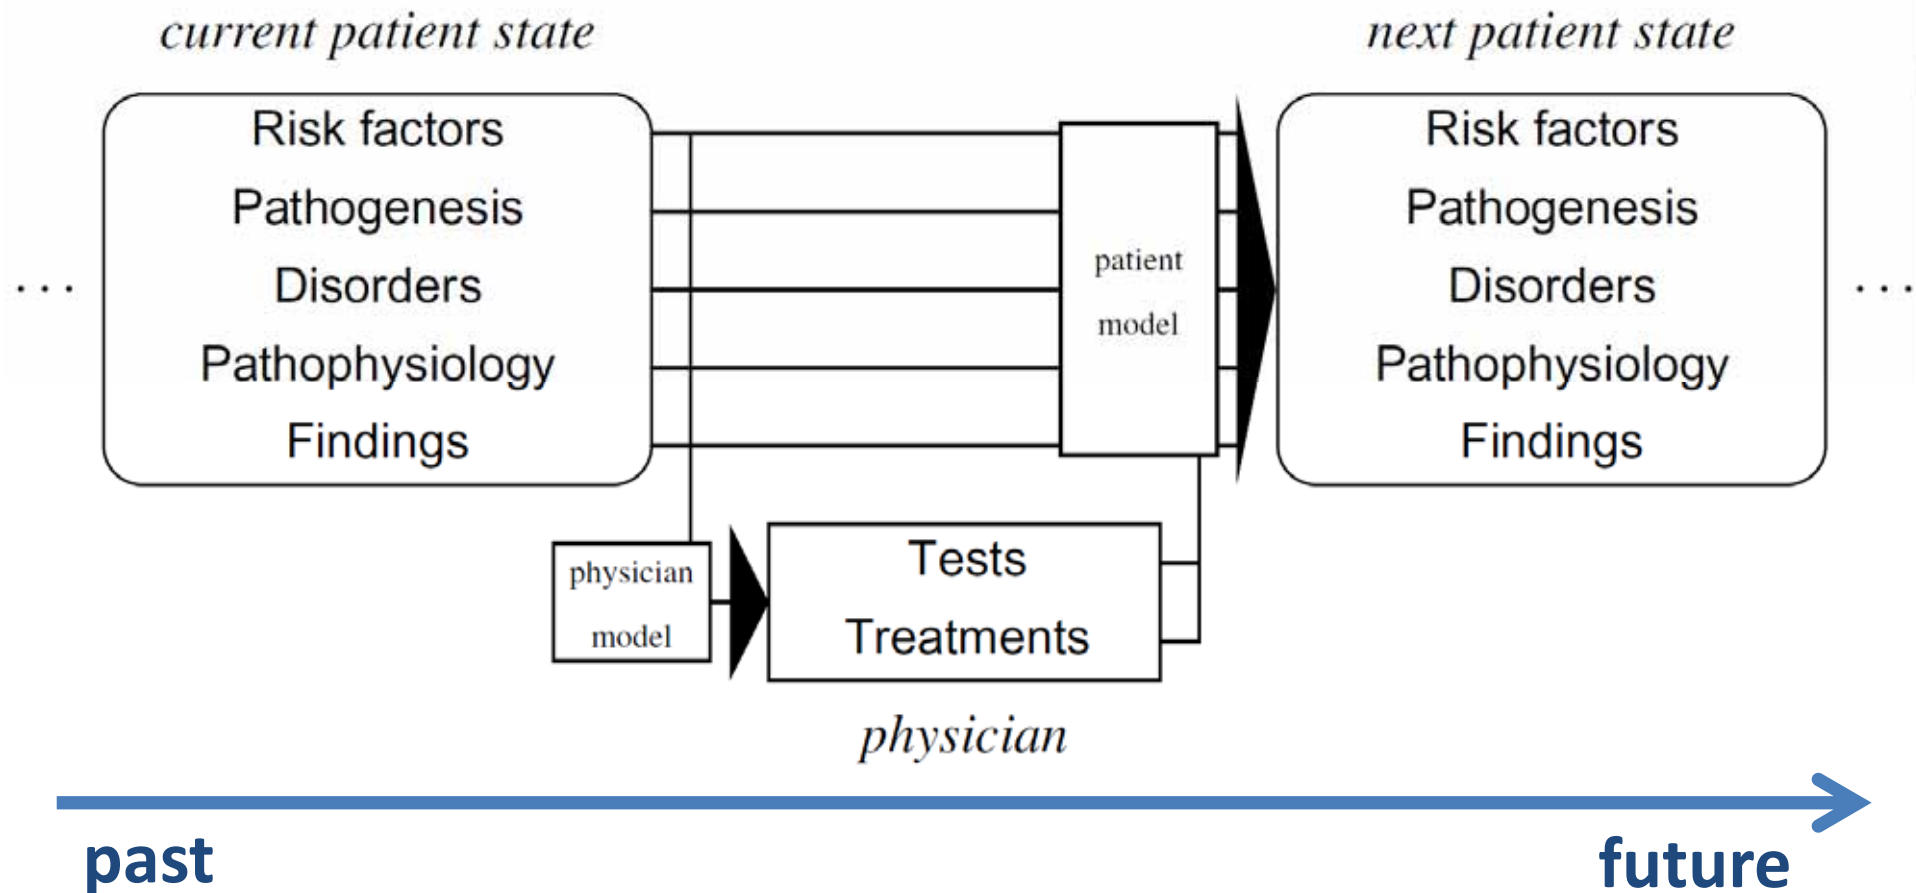 current patient state
next patient state
Risk factors
Pathogenesis
Disorders
Pathophysiology
Findings
...
patient
model
Risk factors
Pathogenesis
Disorders
Pathophysiology
Findings
...
physician
model
Tests
Treatments
physician
past
future